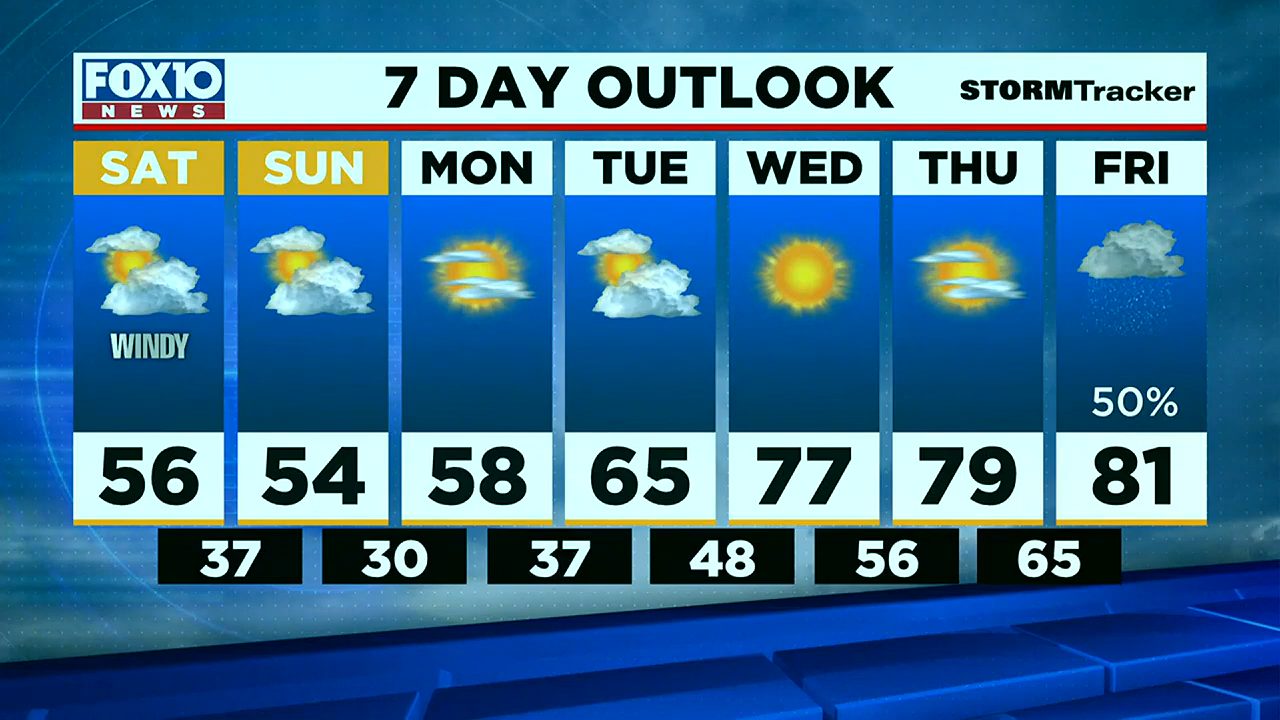 FOX10
NEWS
7 DAY OUTLOOK
STORMTracker
SAT SUN MON TUE WED THU FRI
WINDY
50%
56 54 58 65 77 79 81
37 30 37 48 56 65